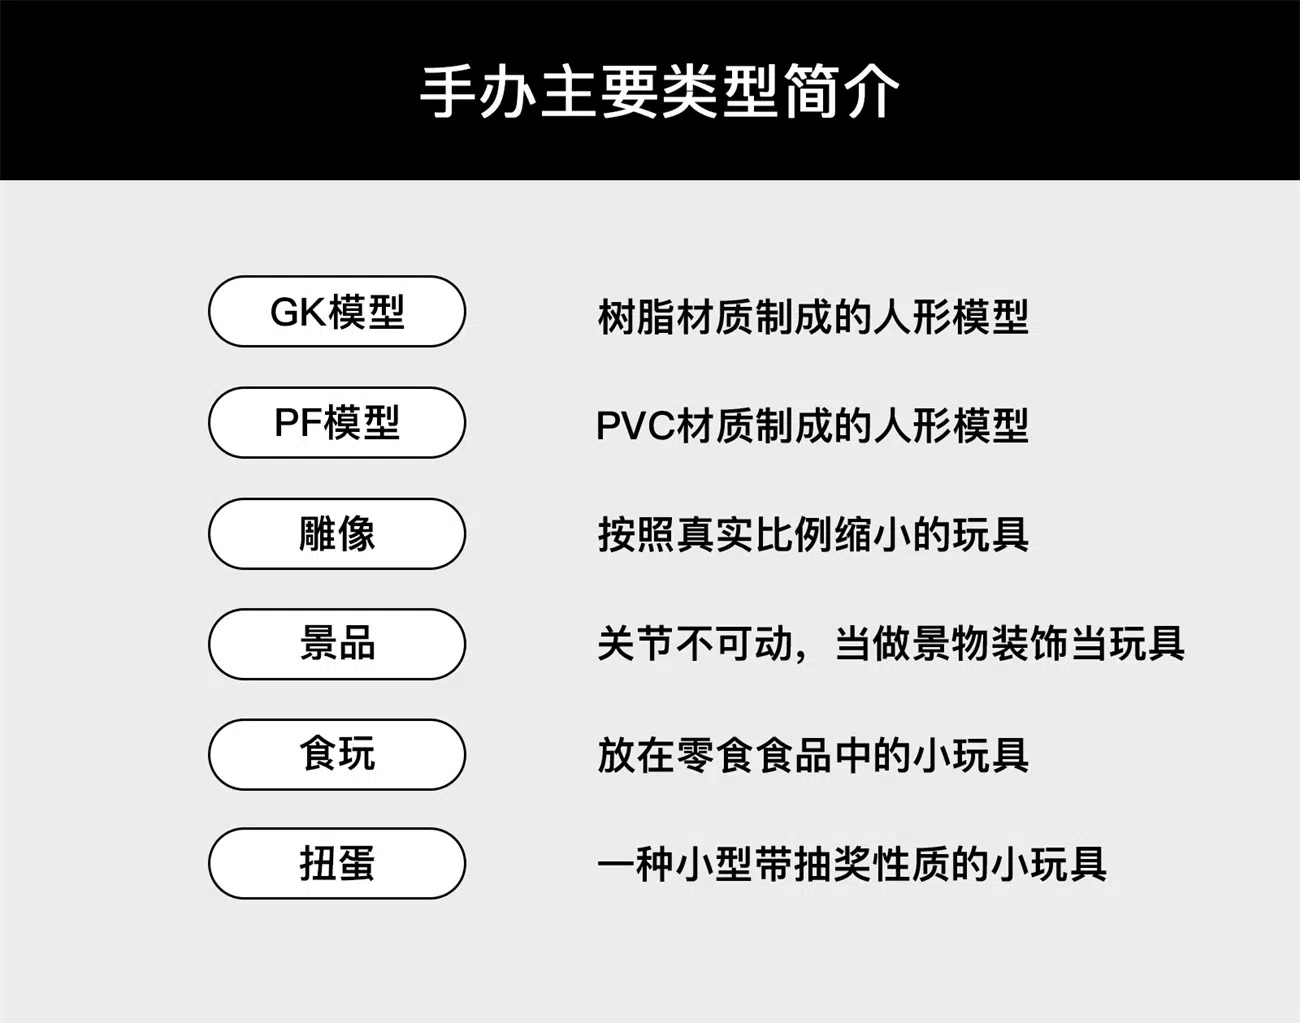 手办主要类型简介
GK模型
树脂材质制成的人形模型
PF模型
PVC材质制成的人形模型
雕像
按照真实比例缩小的玩具
景品
关节不可动，当做景物装饰当玩具
食玩
放在零食食品中的小玩具
扭蛋
一种小型带抽奖性质的小玩具